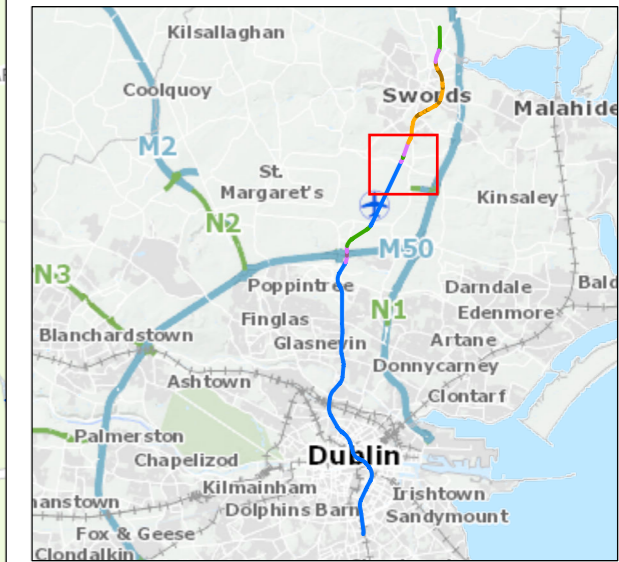 Kilsallaghan
Coolquoy
Swords
Malahide
M2
St.
Margaret's
Kinsaley
N2
M50
N3
Poppintree
Darndale
Bald
N1
Edenmore
Finglas
Blanchardstown
Glasnevin
Artane
Donnycarney
Ashtown
Clontarf
Palmerston
Dublin
Chapelizod
Kilmainham
Irishtown
hanstown
Dolphins Barn
Sandymount
Fox & Geese
Clondalkin